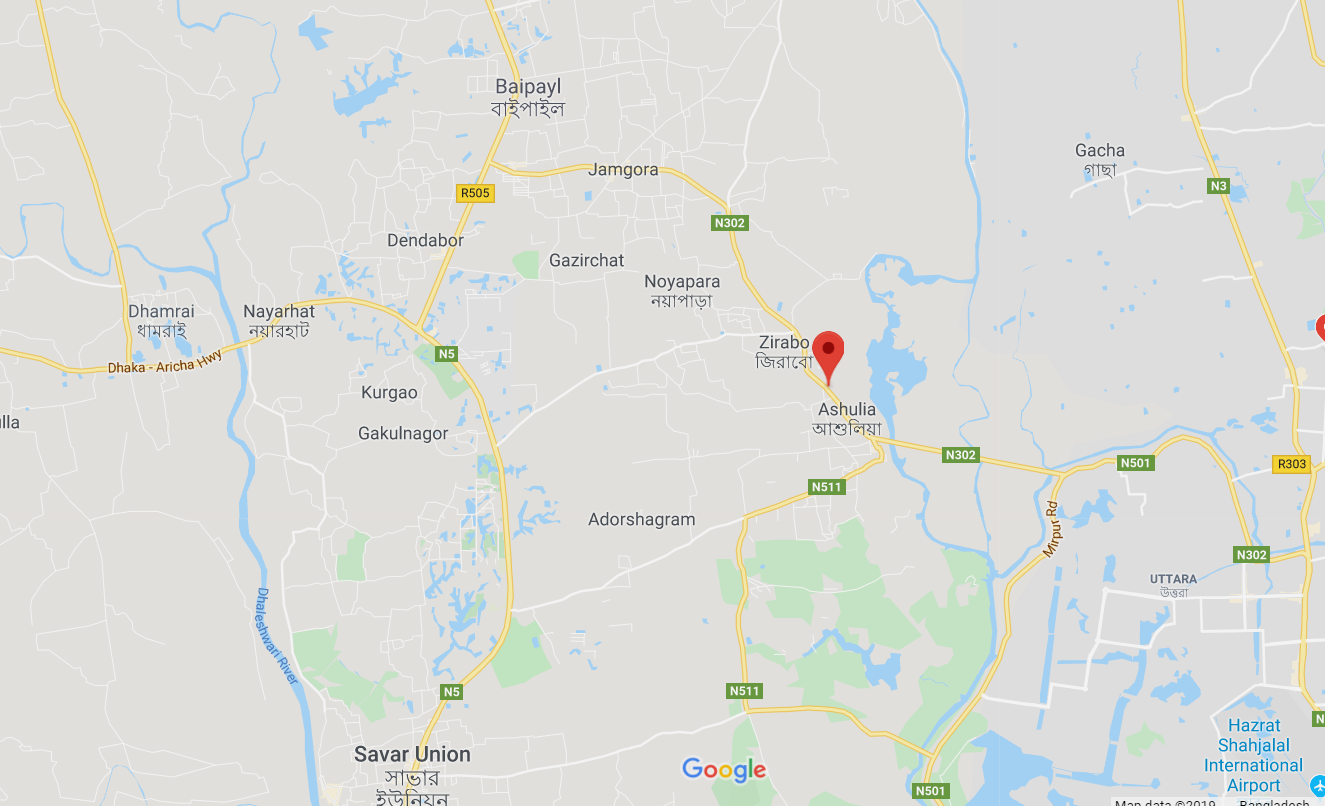 Baipayl
বাইপাইল
Gacha
গাছা
Jamgora
N3
R505
N302
Dendabor
Gazirchat
Noyapara
নয়াপাড়া
Dhamrai
ধামরাই
Nayarhat
নয়ারহাট
Zirabo
জিরাবো
N5
Dhaka - Aricha Hwy
Kurgao
Ashulia
আশুলিয়া
lla
Gakulnagor
N302
N501
R303
N511
Adorshagram
Mirpur Rd
N302
UTTARA
উত্তরা
Dhaleshwari River
N5
N511
N
Hazrat
Shahjalal
International
Airport
Savar Union
সাভার
ইউনিয়ন
Google
N501
Map data ©2019
Bangladesh